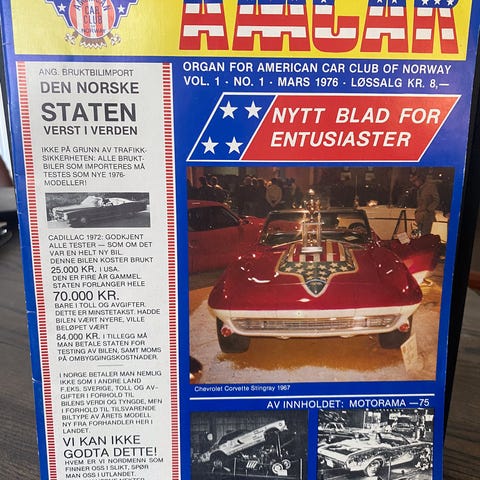 AMERICAN
CAR CLUB
OF
NORWAY
AMCAR
ORGAN FOR AMERICAN CAR CLUB OF NORWAY
VOL. 1 · NO. 1 · MARS 1976 · LØSSALG KR. 8,—
NYTT BLAD FOR
ENTUSIASTER
ANG. BRUKTBILIMPORT
DEN NORSKE
STATEN
VERST I VERDEN
IKKE PÅ GRUNN AV TRAFIKK-
SIKKERHETEN: ALLE BRUKT-
BILER SOM IMPORTERES MÅ
TESTES SOM NYE 1976-
MODELLER!
CADILLAC 1972: GODKJENT
ALLE TESTER — SOM OM DET
VAR EN HELT NY BIL.
DENNE BILEN KOSTER BRUKT
25.000 KR. I USA.
DEN ER FIRE ÅR GAMMEL.
STATEN FORLANGER HELE
70.000 KR.
BARE I TOLL OG AVGIFTER.
DETTE ER MINSTETAKST. HADDE
BILEN VÆRT NYERE, VILLE
BELØPET VÆRT
84.000 KR. I TILLEGG MÅ
MAN BETALE STATEN FOR
TESTING AV BILEN, SAMT MOMS
PÅ OMBYGGINGSKOSTNADER.
I NORGE BETALER MAN NEMLIG
IKKE SOM I ANDRE LAND
F.EKS. SVERIGE, TOLL OG AV-
GIFTER I FORHOLD TIL
BILENS VERDI OG TYNGDE, MEN
I FORHOLD TIL TILSVARENDE
BILTYPE AV ÅRETS MODELL
NY FRA FORHANDLER HER I
LANDET.
VI KAN IKKE
GODTA DETTE!
HVEM ER VI NORDMENN SOM
FINNER OSS I SLIKT, SPØR
MAN OSS I UTLANDET.
Chevrolet Corvette Stingray 1967
AV INNHOLDET: MOTORAMA —75